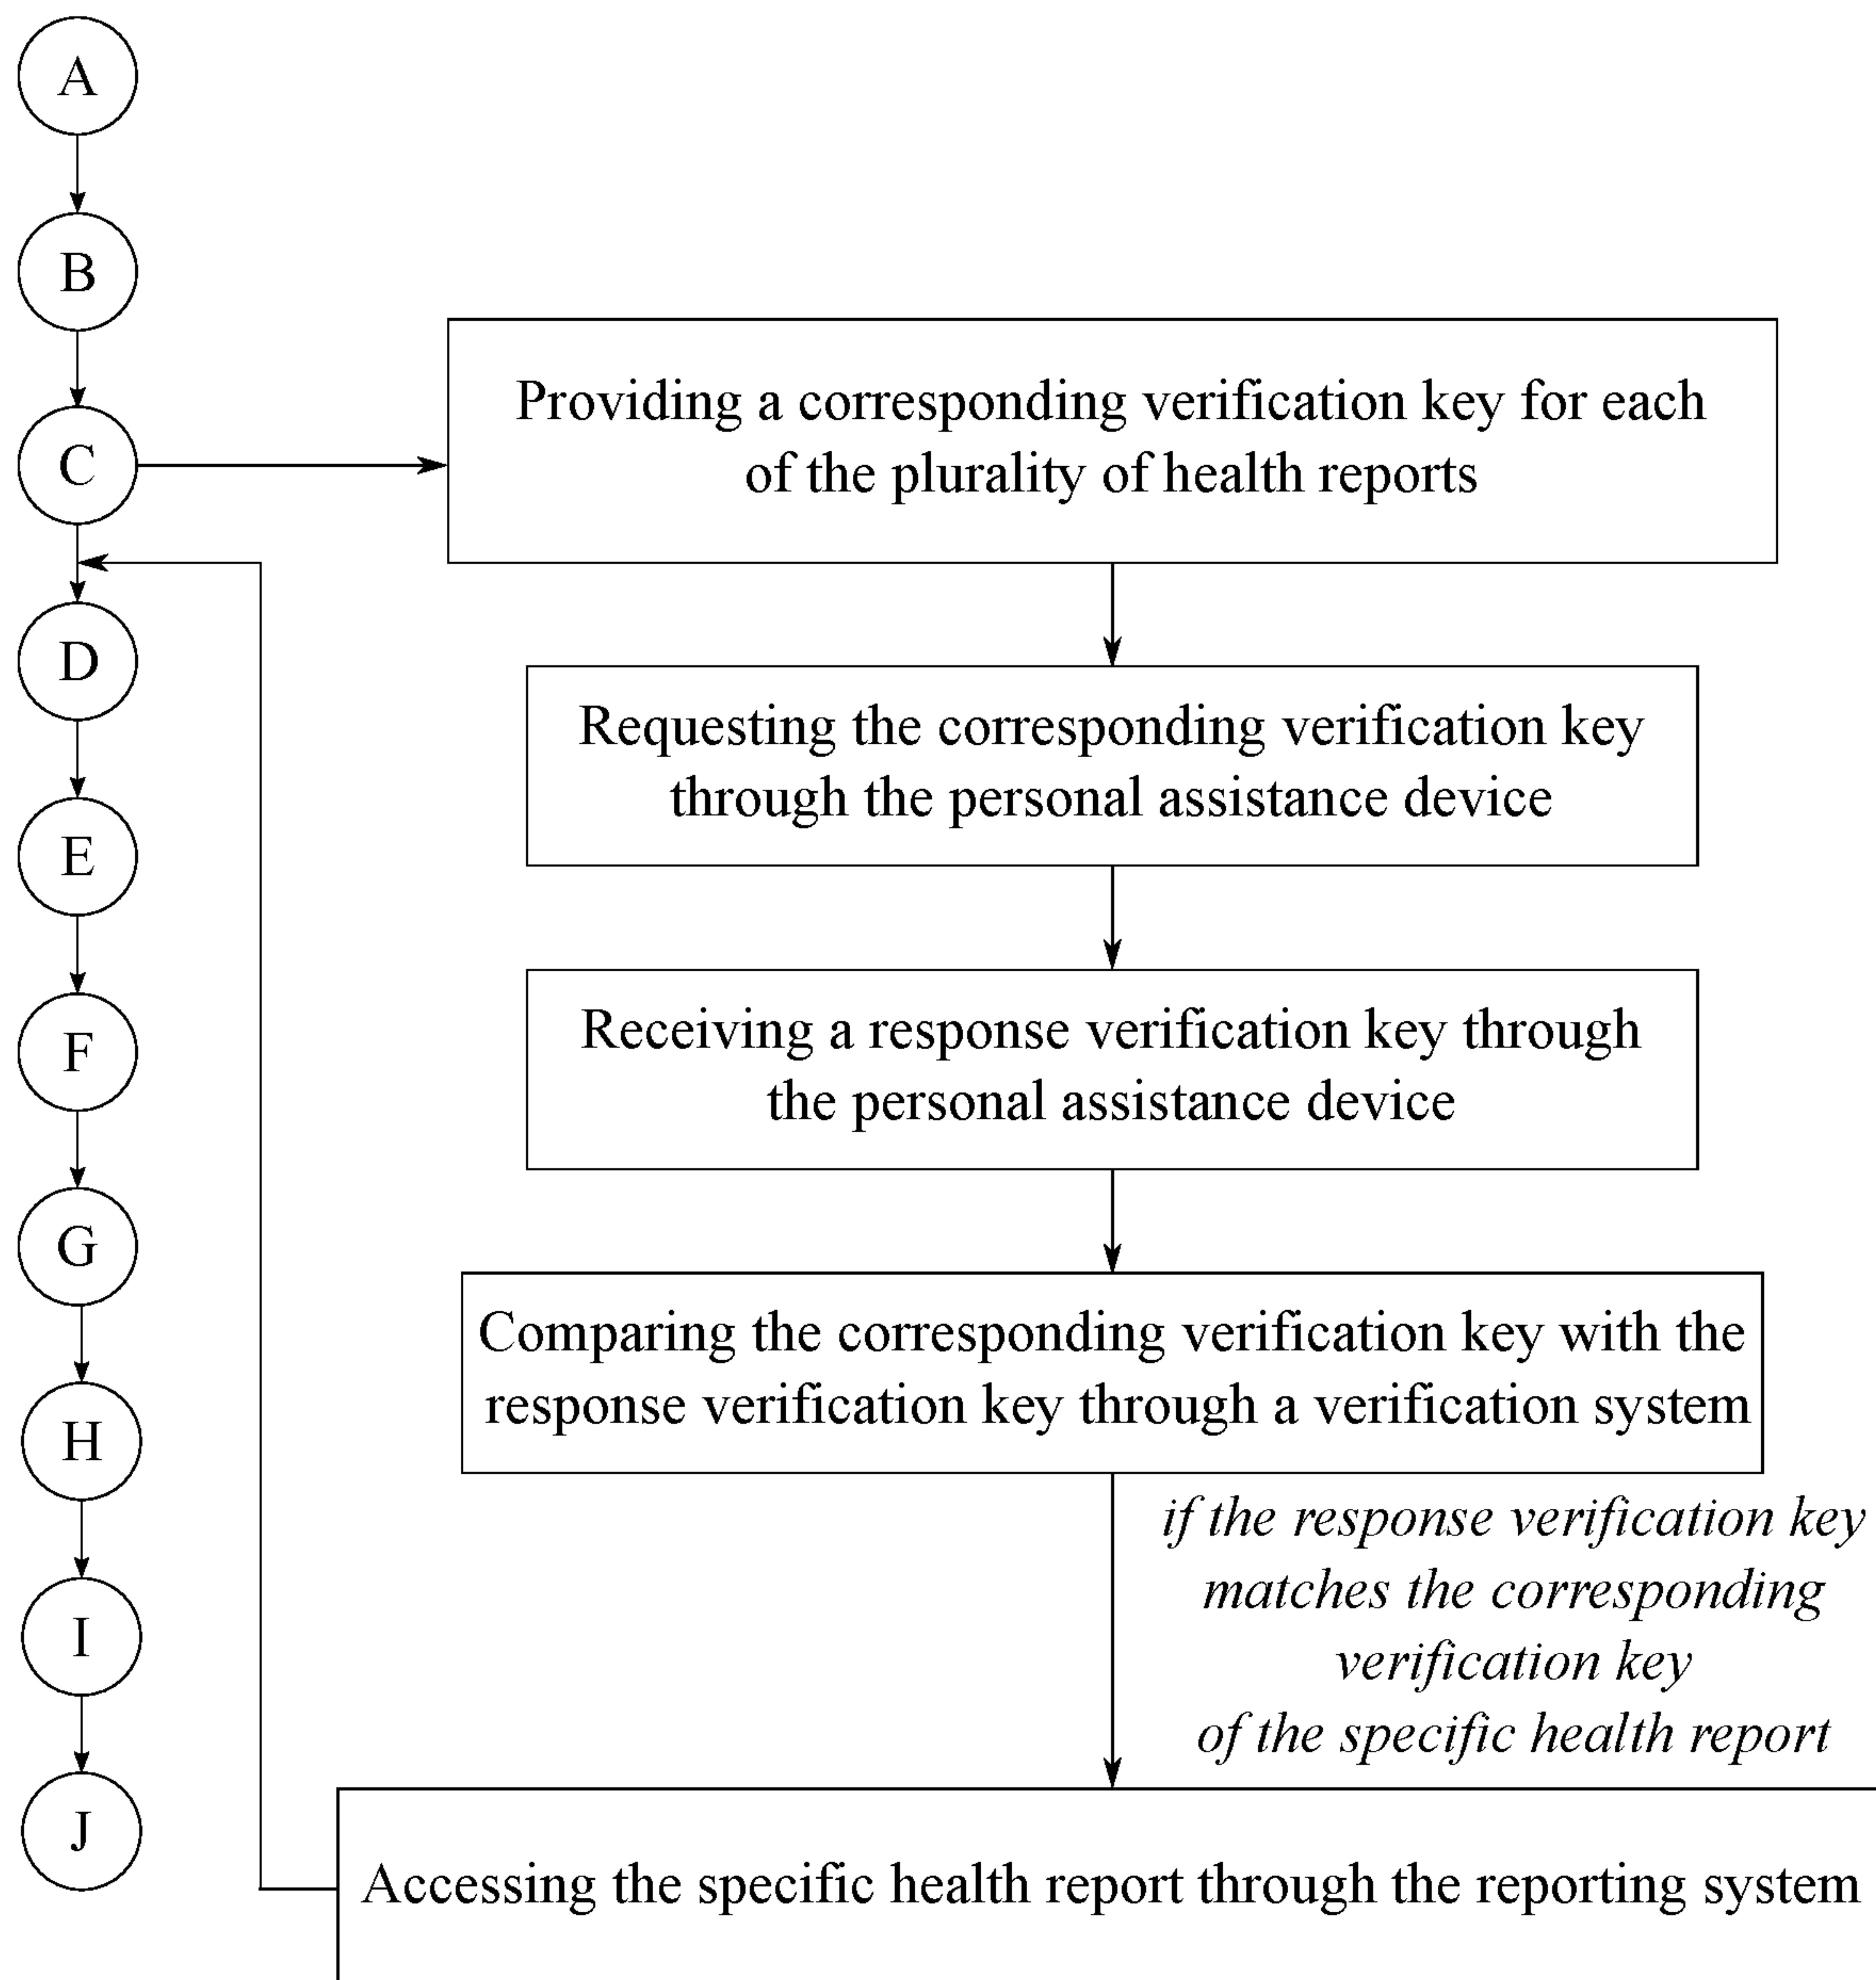 A
B
C
Providing a corresponding verification key for each
of the plurality of health reports
D
Requesting the corresponding verification key
through the personal assistance device
E
F
Receiving a response verification key through
the personal assistance device
G
H
Comparing the corresponding verification key with the
response verification key through a verification system
if the response verification key
matches the corresponding
verification key
of the specific health report
I
J
Accessing the specific health report through the reporting system